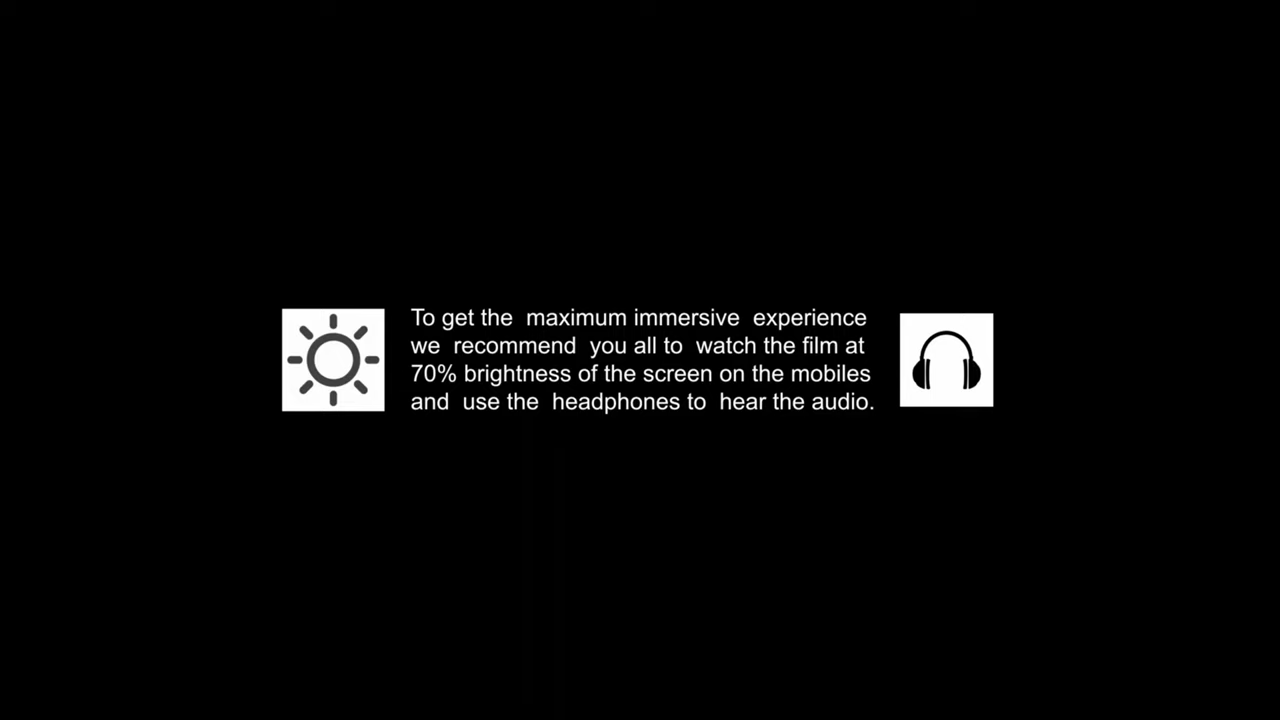 To get the maximum immersive experience
we recommend you all to watch the film at
70% brightness of the screen on the mobiles
and use the headphones to hear the audio.